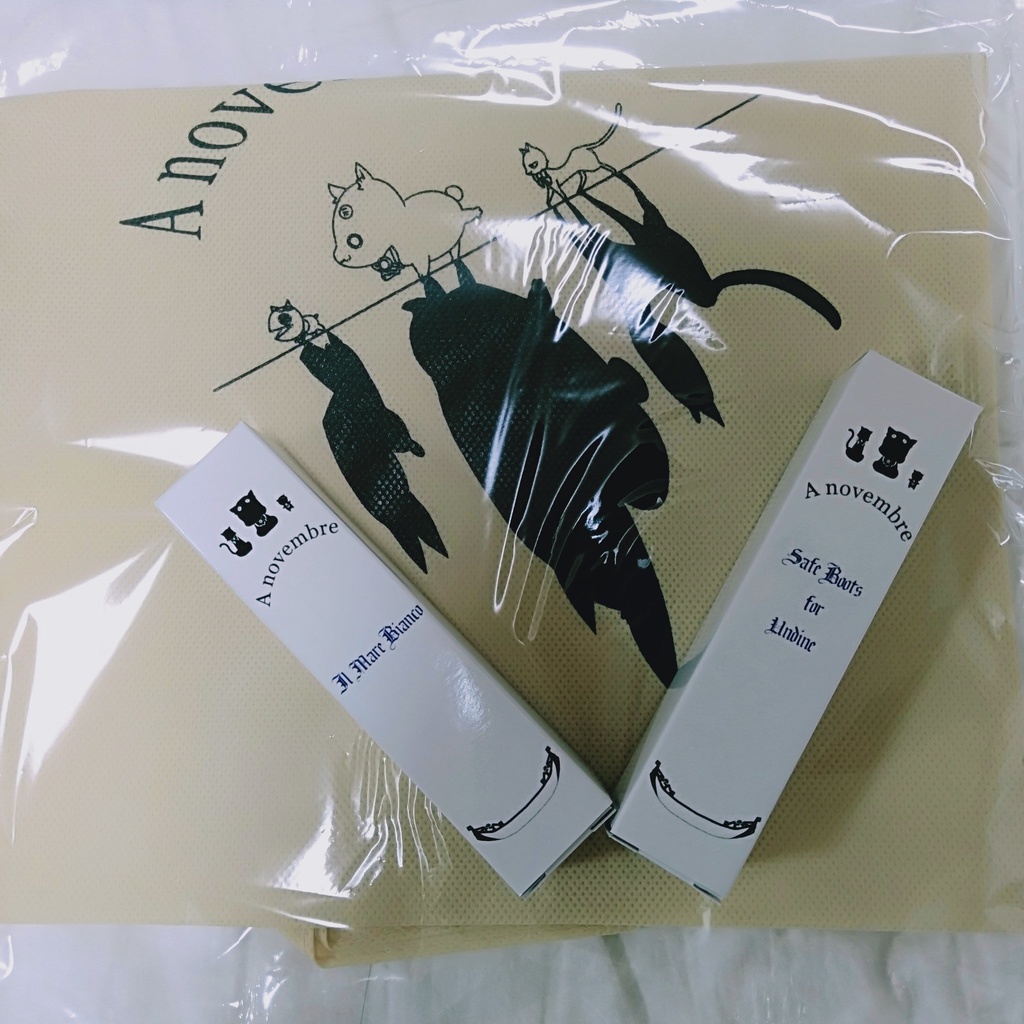 A nove
A novembre
Il Mare Bianco
A novembre
Safe Boots
for
Undine